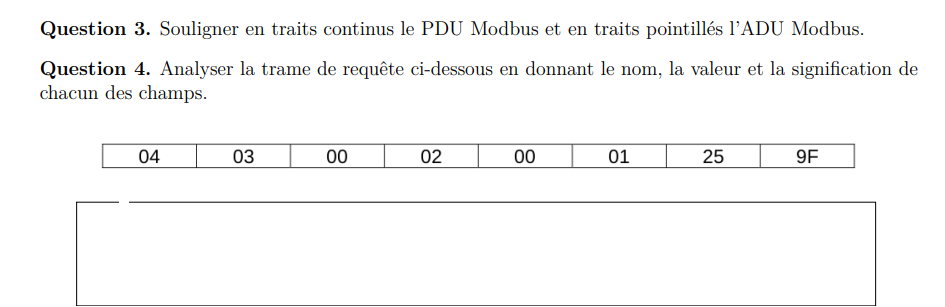 Question 3. Souligner en traits continus le PDU Modbus et en traits pointillés l'ADU Modbus.
Question 4. Analyser la trame de requête ci-dessous en donnant le nom, la valeur et la signification de
chacun des champs.
04 03 00 02 00 01 25 9F